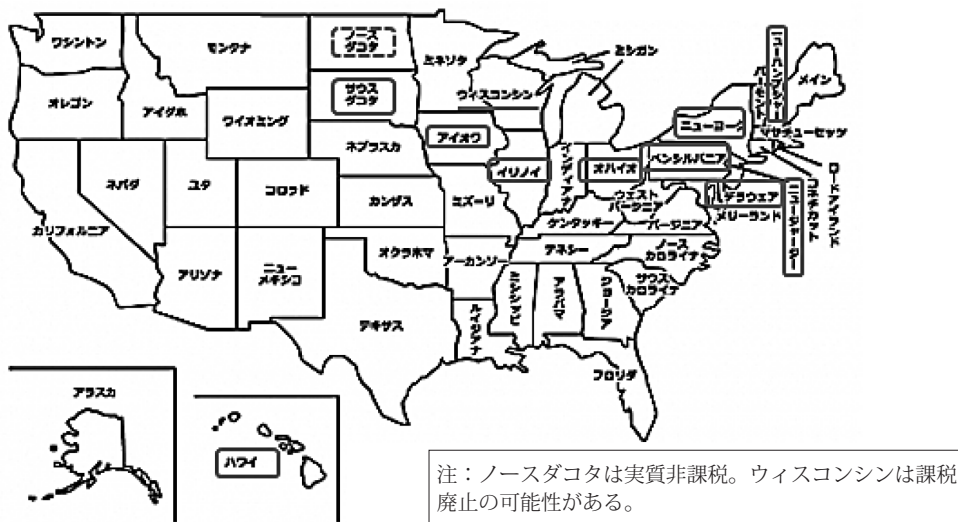 ワシントン
モンタナ
ノース
ダコタ
ミネソタ
ミシガン
ニューハンプシャー
バーモント
メイン
オレゴン
アイダホ
サウス
ダコタ
ウィスコンシン
ワイオミング
ニューヨーク
マサチューセッツ
アイオワ
ネブラスカ
イリノイ
インディアナ
オハイオ
ペンシルバニア
ロードアイランド
コネチカット
ニュージャージー
ネバダ
ユタ
コロラド
カンザス
ミズーリ
ウェスト
バージニア
デラウェア
メリーランド
カリフォルニア
ケンタッキー
バージニア
アリゾナ
ニュー
メキシコ
オクラホマ
アーカンソー
テネシー
ノース
カロライナ
サウス
カロライナ
ミシシッピ
アラバマ
ジョージア
テキサス
ルイジアナ
フロリダ
アラスカ
ハワイ
注：ノースダコタは実質非課税。ウィスコンシンは課税
廃止の可能性がある。